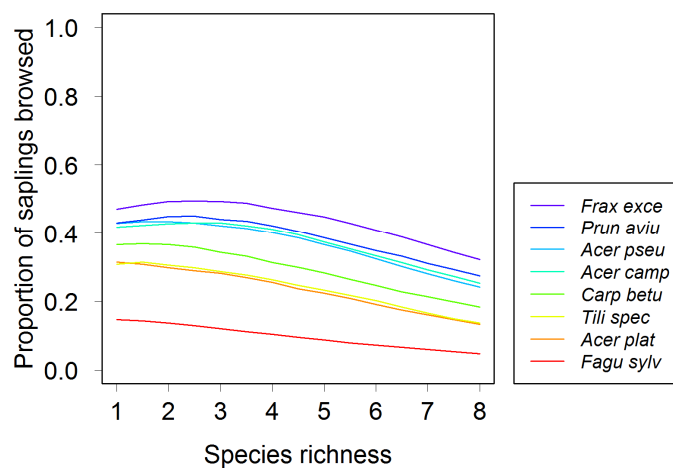 Proportion of saplings browsed
1.0
0.8
0.6
0.4
0.2
0.0
1 2 3 4 5 6 7 8
Species richness
Frax exce
Prun aviu
Acer pseu
Acer camp
Carp betu
Tili spec
Acer plat
Fagu sylv